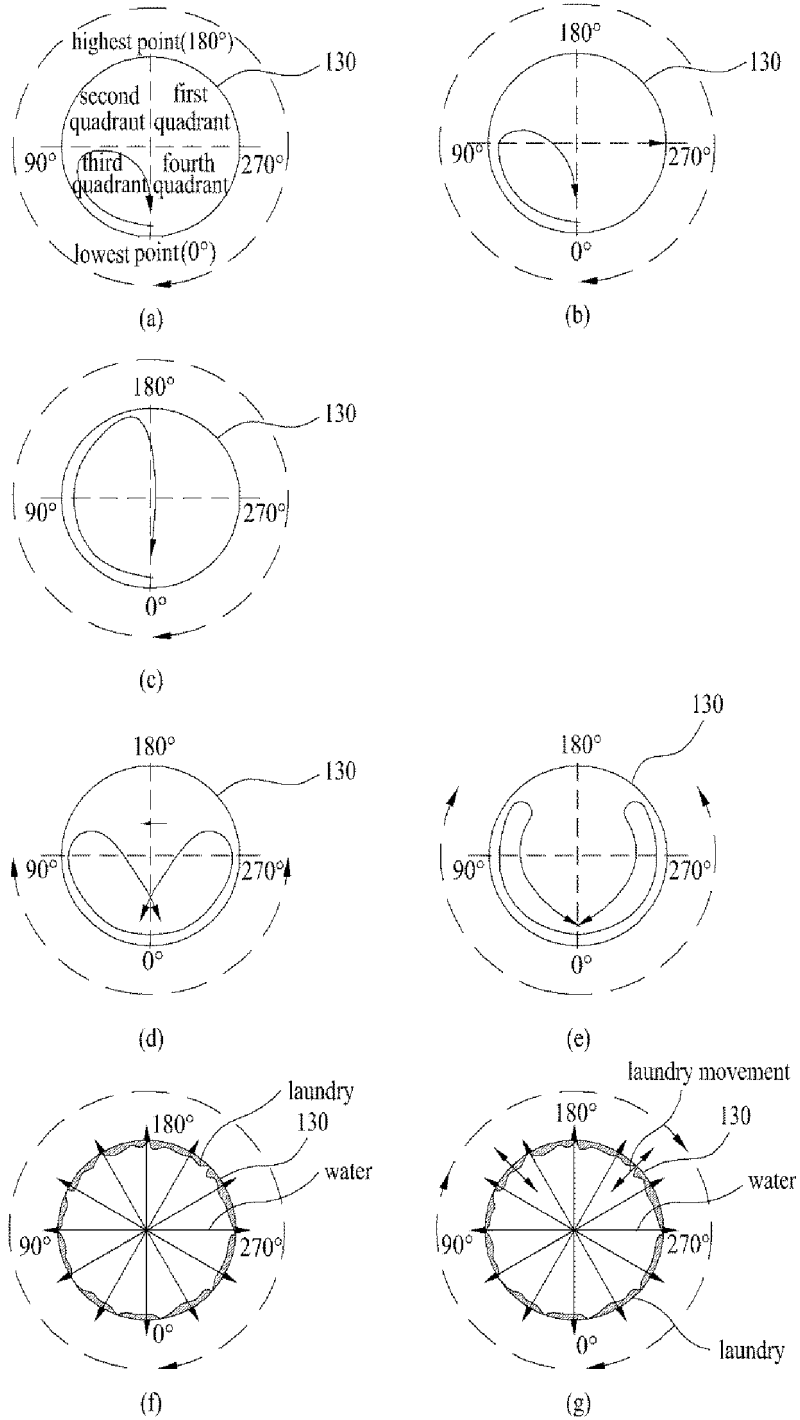 highest point(180°)
130
second quadrant
first quadrant
90°
270°
third quadrant
fourth quadrant
lowest point(0°)
(a)
180°
130
90°
270°
0°
(b)
180°
130
90°
270°
0°
(c)
180°
130
90°
270°
0°
(d)
130
180°
90°
270°
0°
(e)
laundry
180°
130
water
90°
270°
0°
(f)
laundry movement
180°
130
water
90°
270°
0°
laundry
(g)